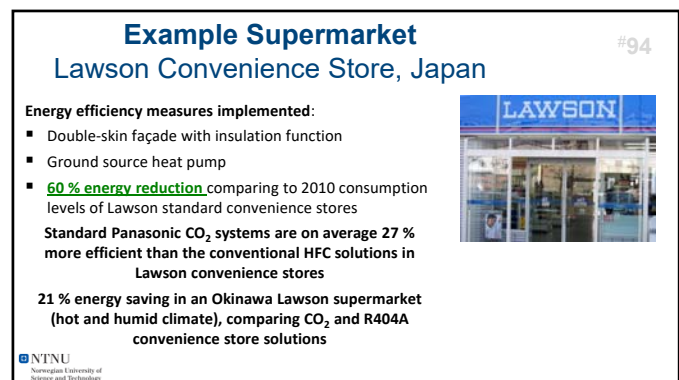 Example Supermarket
Lawson Convenience Store, Japan
#94
Energy efficiency measures implemented:
▪ Double-skin façade with insulation function
▪ Ground source heat pump
▪ 60 % energy reduction comparing to 2010 consumption
levels of Lawson standard convenience stores
Standard Panasonic CO₂ systems are on average 27 %
more efficient than the conventional HFC solutions in
Lawson convenience stores
21 % energy saving in an Okinawa Lawson supermarket
(hot and humid climate), comparing CO₂ and R404A
convenience store solutions
LAWSON
NTNU
Norwegian University of
Science and Technology